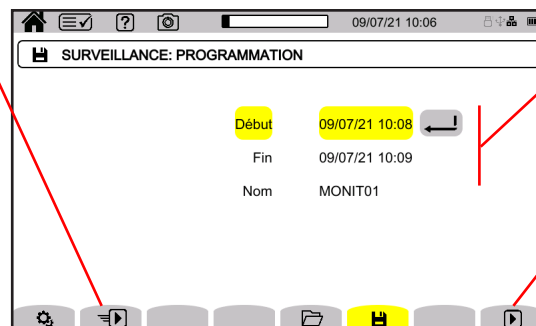 09/07/21 10:06
SURVEILLANCE: PROGRAMMATION
Début 09/07/21 10:08
Fin 09/07/21 10:09
Nom MONIT01